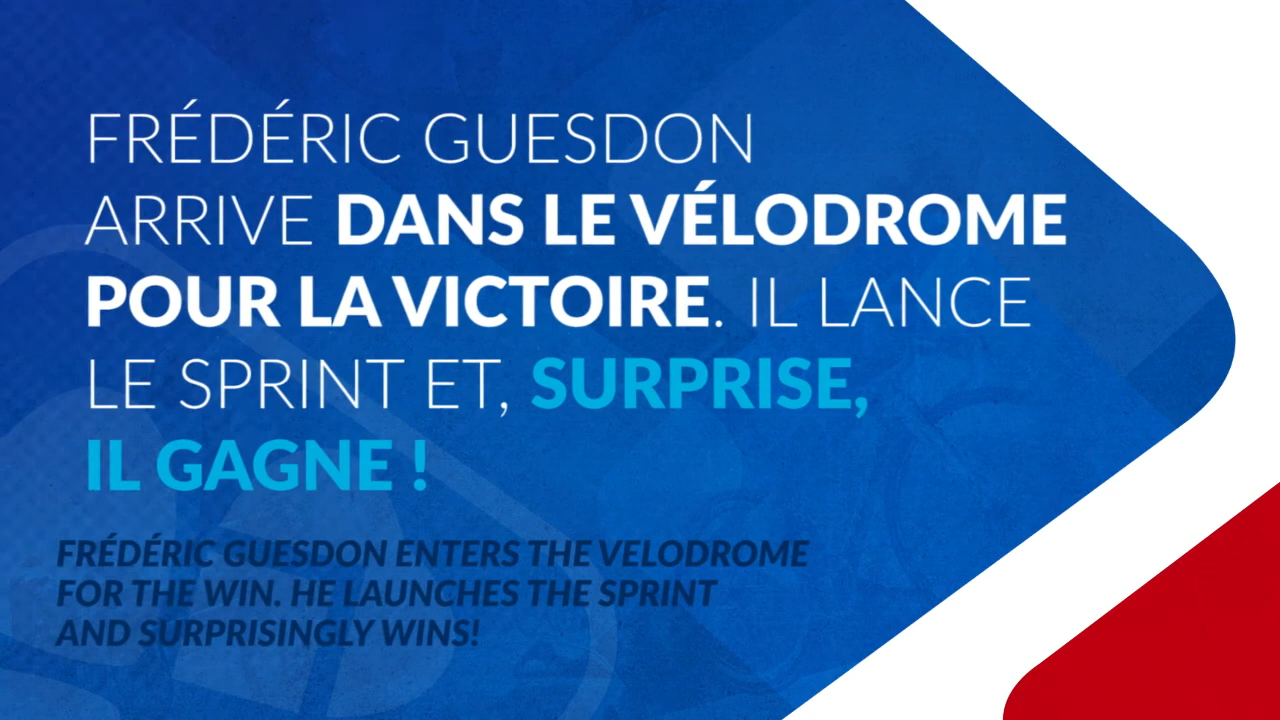 FRÉDÉRIC GUESDON
ARRIVE DANS LE VÉLODROME
POUR LA VICTOIRE. IL LANCE
LE SPRINT ET, SURPRISE,
IL GAGNE !
FRÉDÉRIC GUESDON ENTERS THE VELODROME
FOR THE WIN. HE LAUNCHES THE SPRINT
AND SURPRISINGLY WINS!